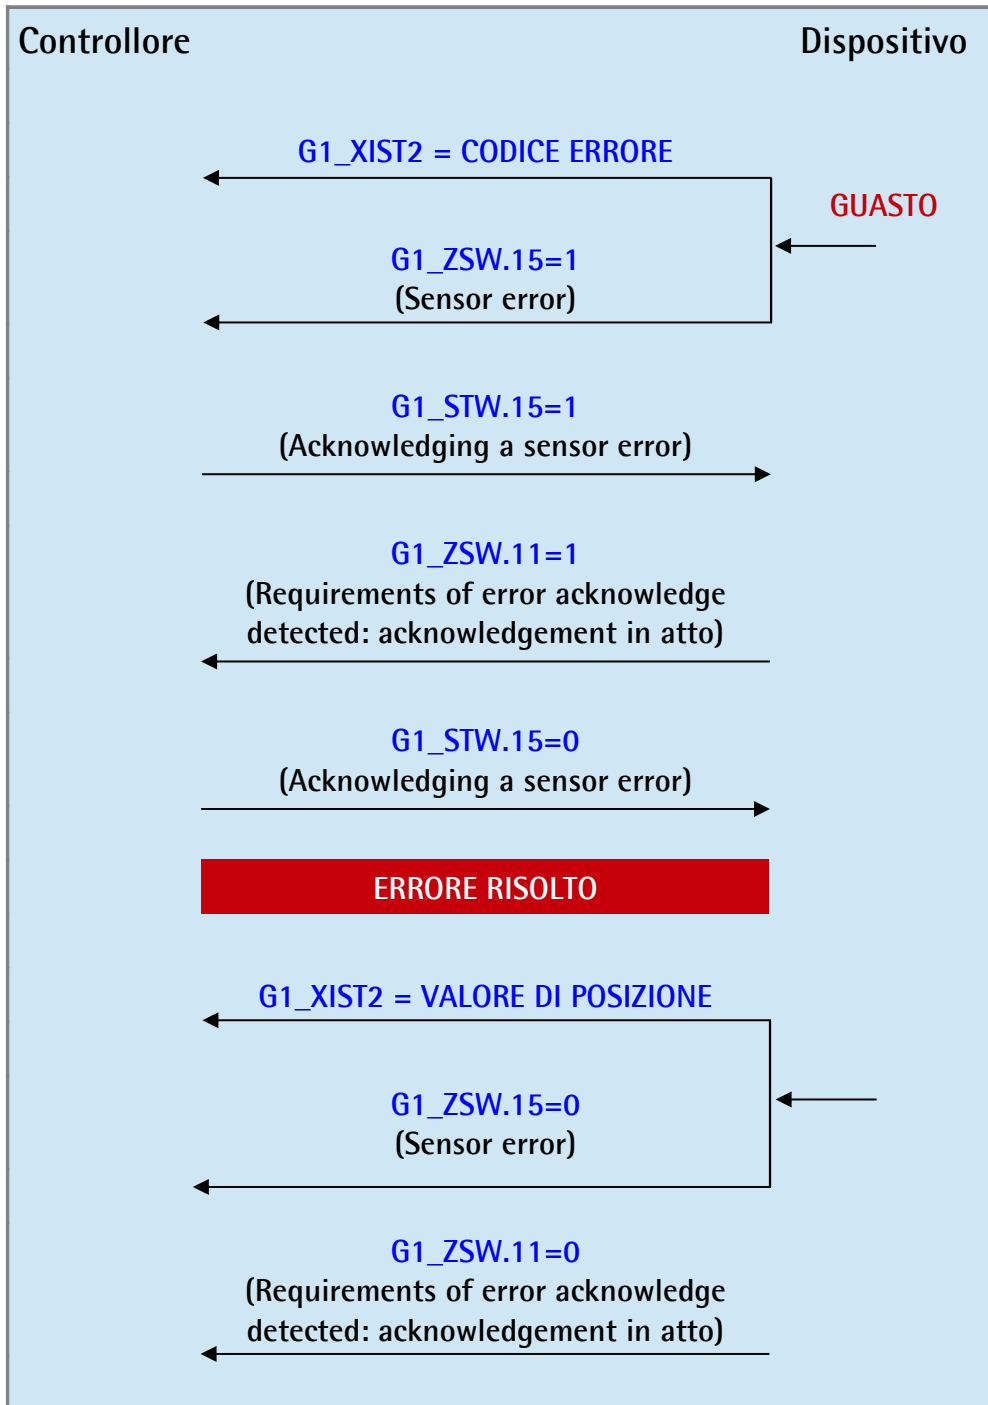 Controllore
Dispositivo
G1_XIST2 = CODICE ERRORE
GUASTO
G1_ZSW.15=1
(Sensor error)
G1_STW.15=1
(Acknowledging a sensor error)
G1_ZSW.11=1
(Requirements of error acknowledge
detected: acknowledgement in atto)
G1_STW.15=0
(Acknowledging a sensor error)
ERRORE RISOLTO
G1_XIST2 = VALORE DI POSIZIONE
G1_ZSW.15=0
(Sensor error)
G1_ZSW.11=0
(Requirements of error acknowledge
detected: acknowledgement in atto)